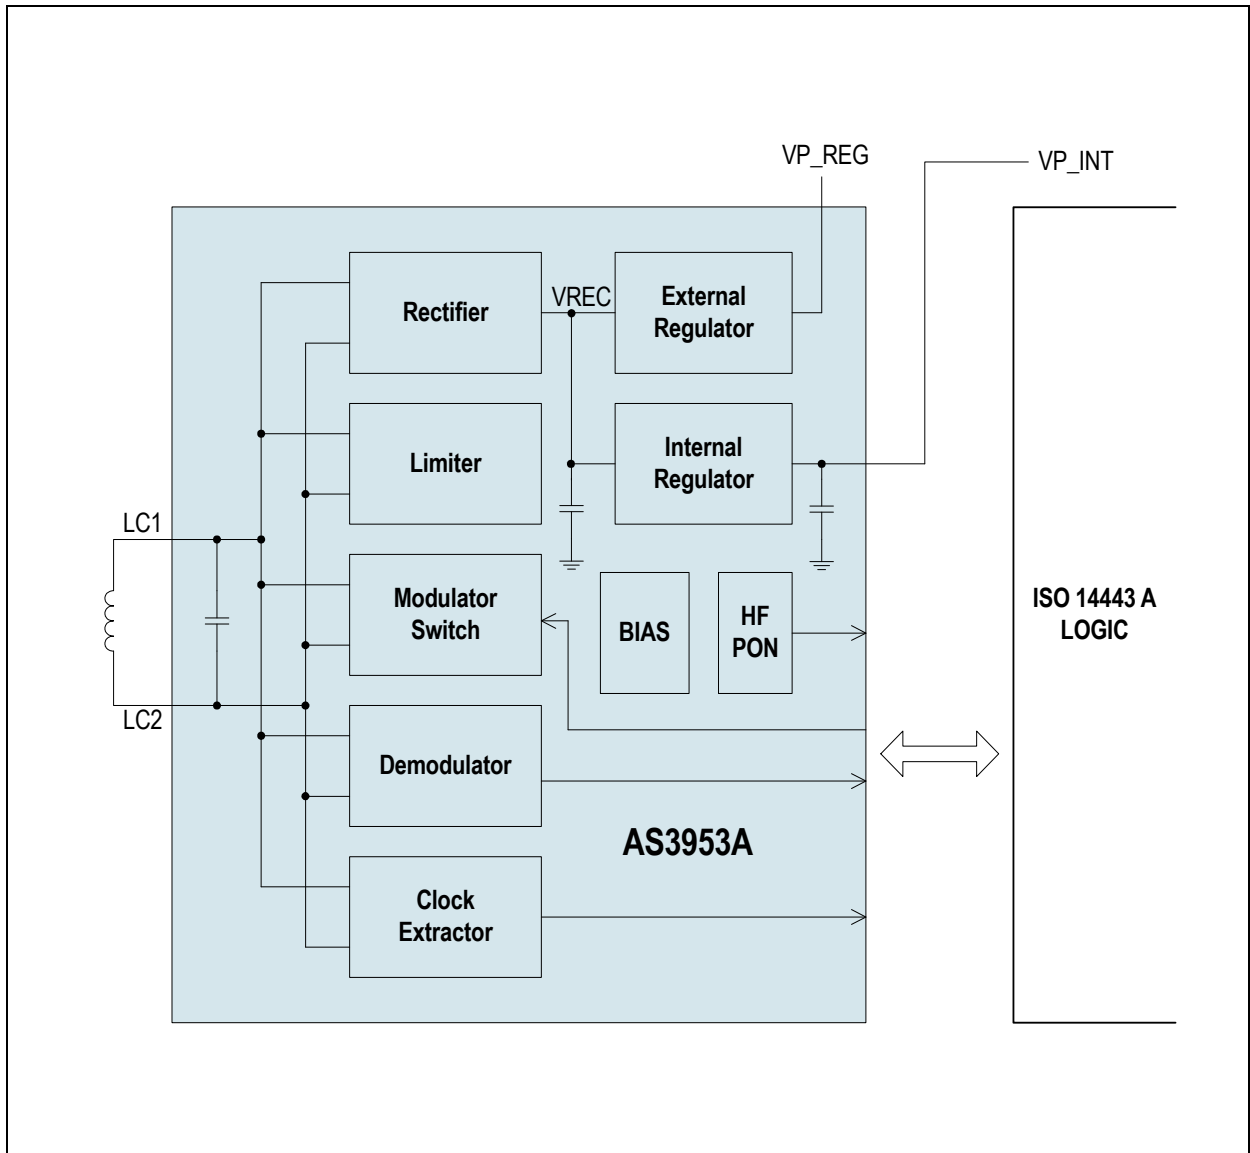 VP_REG
VP_INT
Rectifier
VREC
External
Regulator
Limiter
Internal
Regulator
LC1
Modulator
Switch
BIAS
HF
PON
ISO 14443 A
LOGIC
LC2
Demodulator
AS3953A
Clock
Extractor